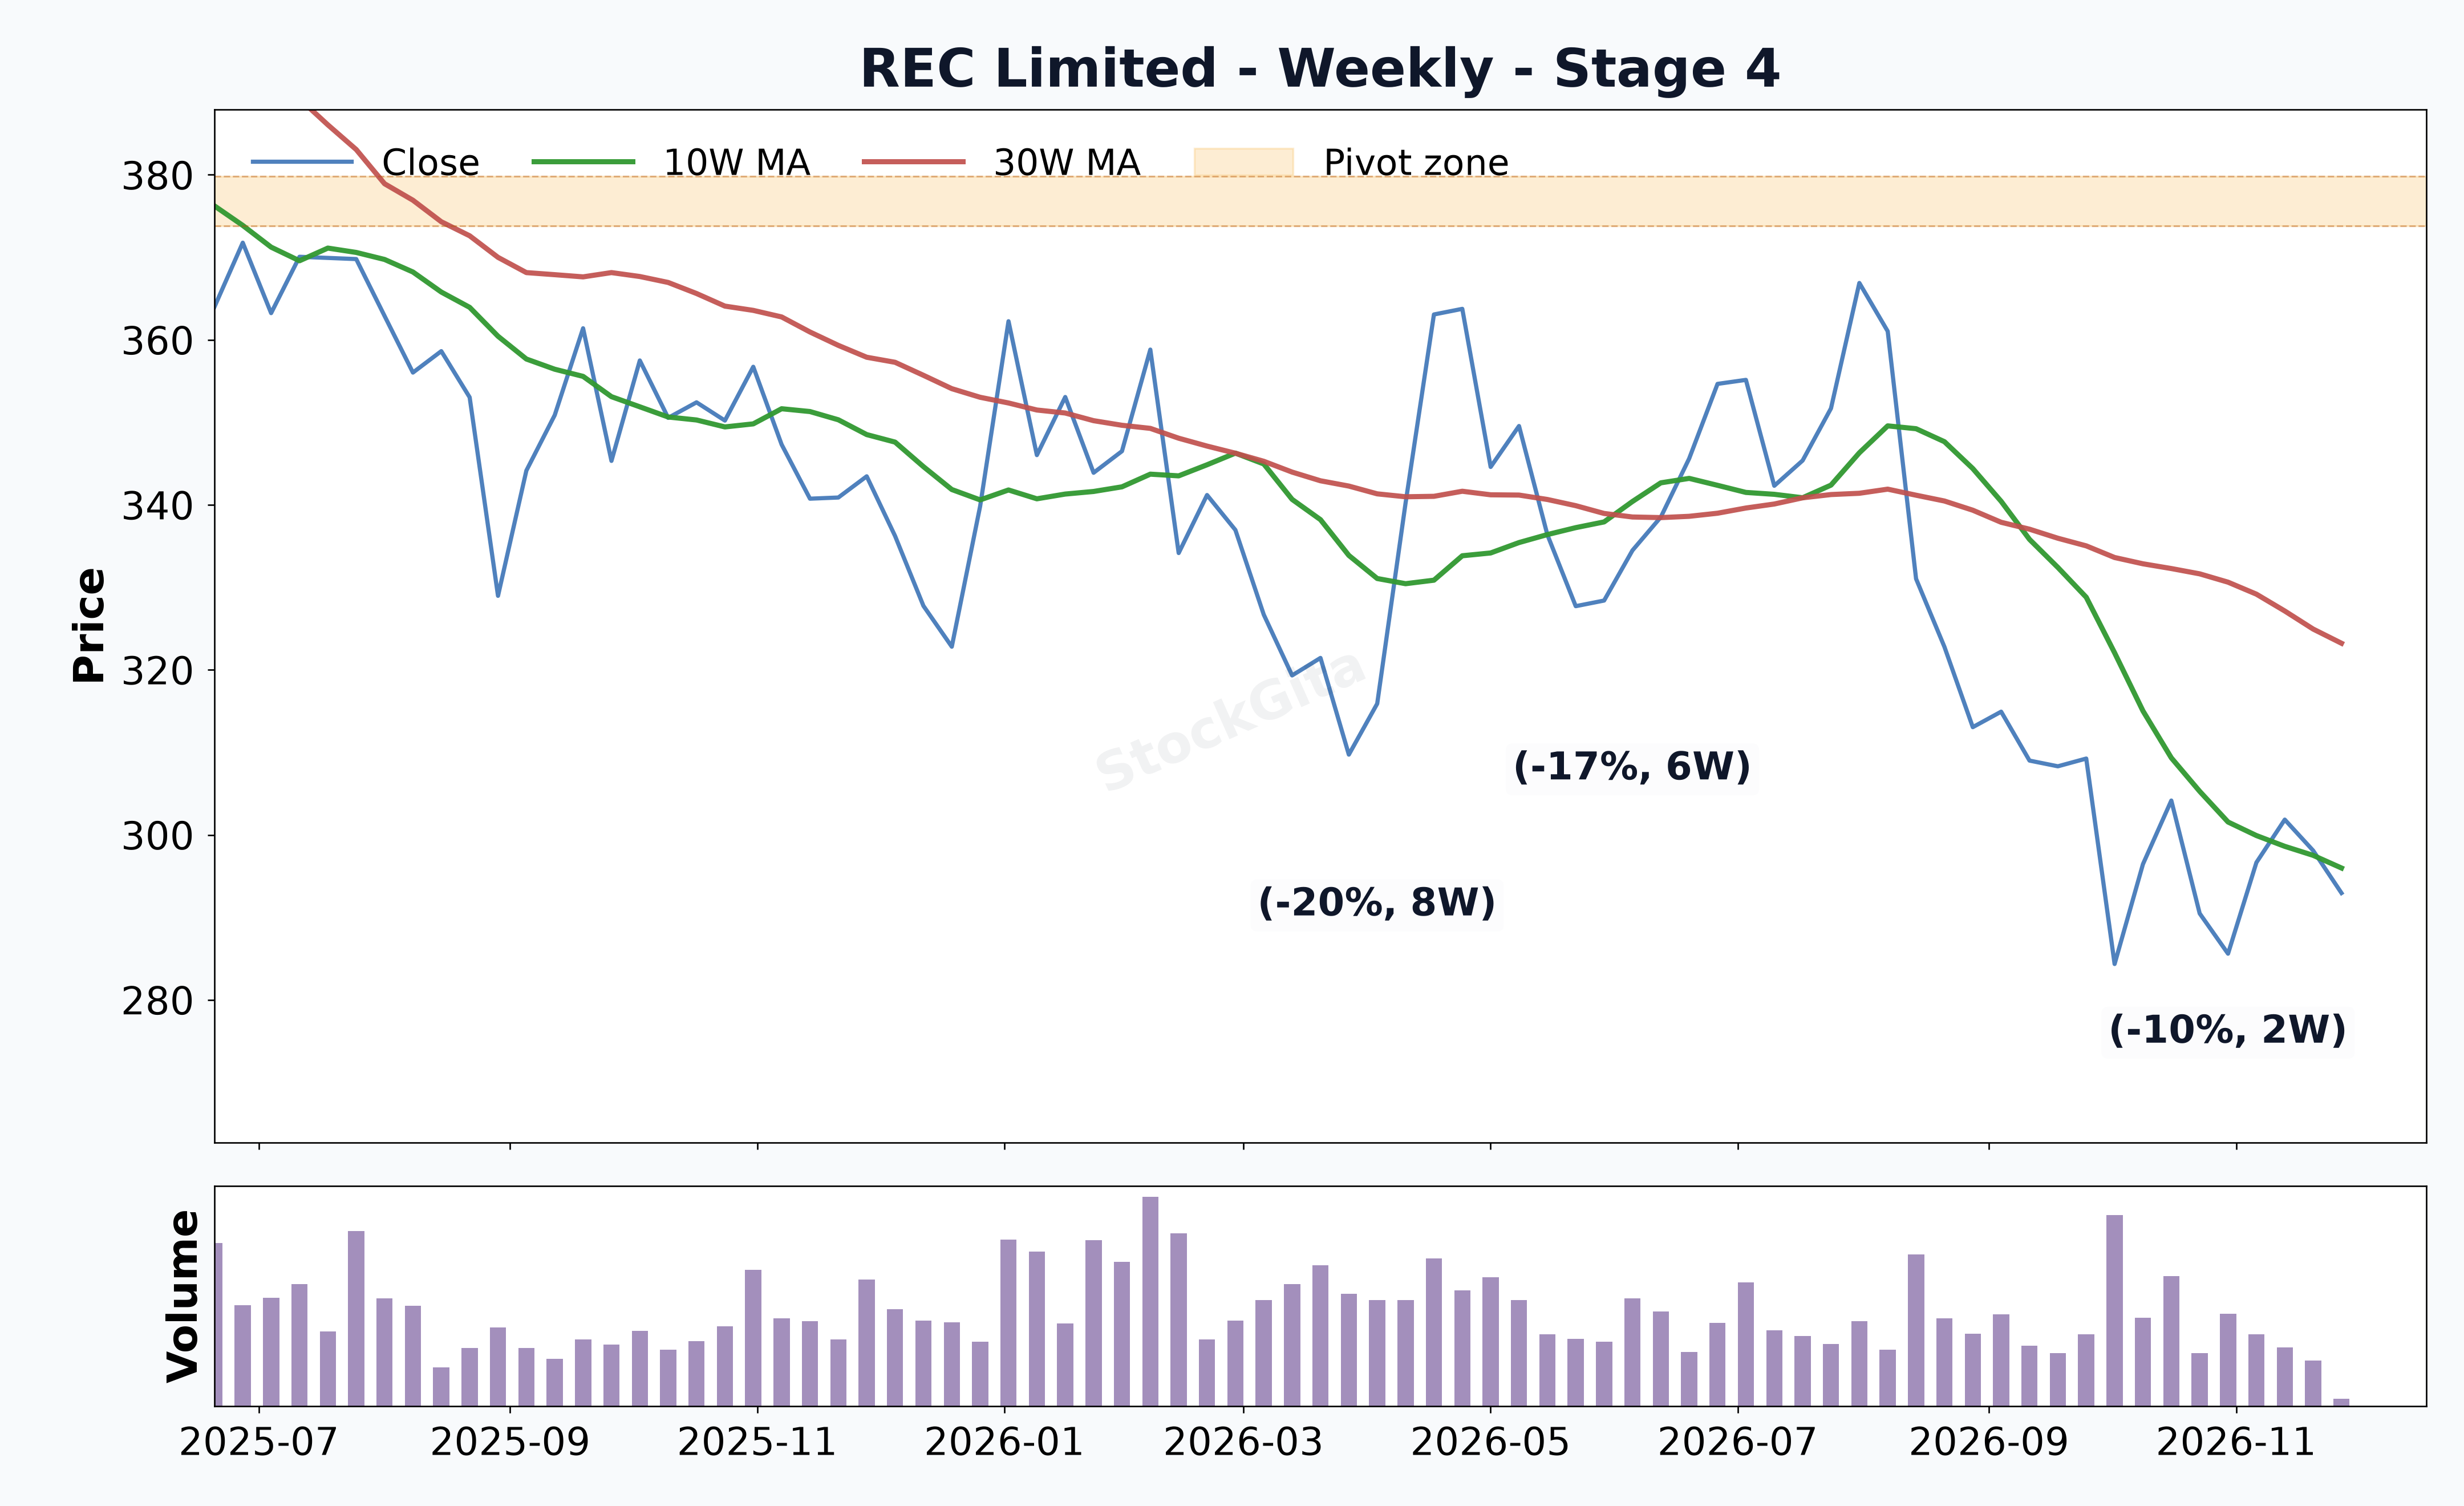 REC Limited - Weekly - Stage 4
Close 10W MA 30W MA Pivot zone
380
360
340
320
300
280
Price
StockGita
(-17%, 6W)
(-20%, 8W)
(-10%, 2W)
Volume
2025-07 2025-09 2025-11 2026-01 2026-03 2026-05 2026-07 2026-09 2026-11